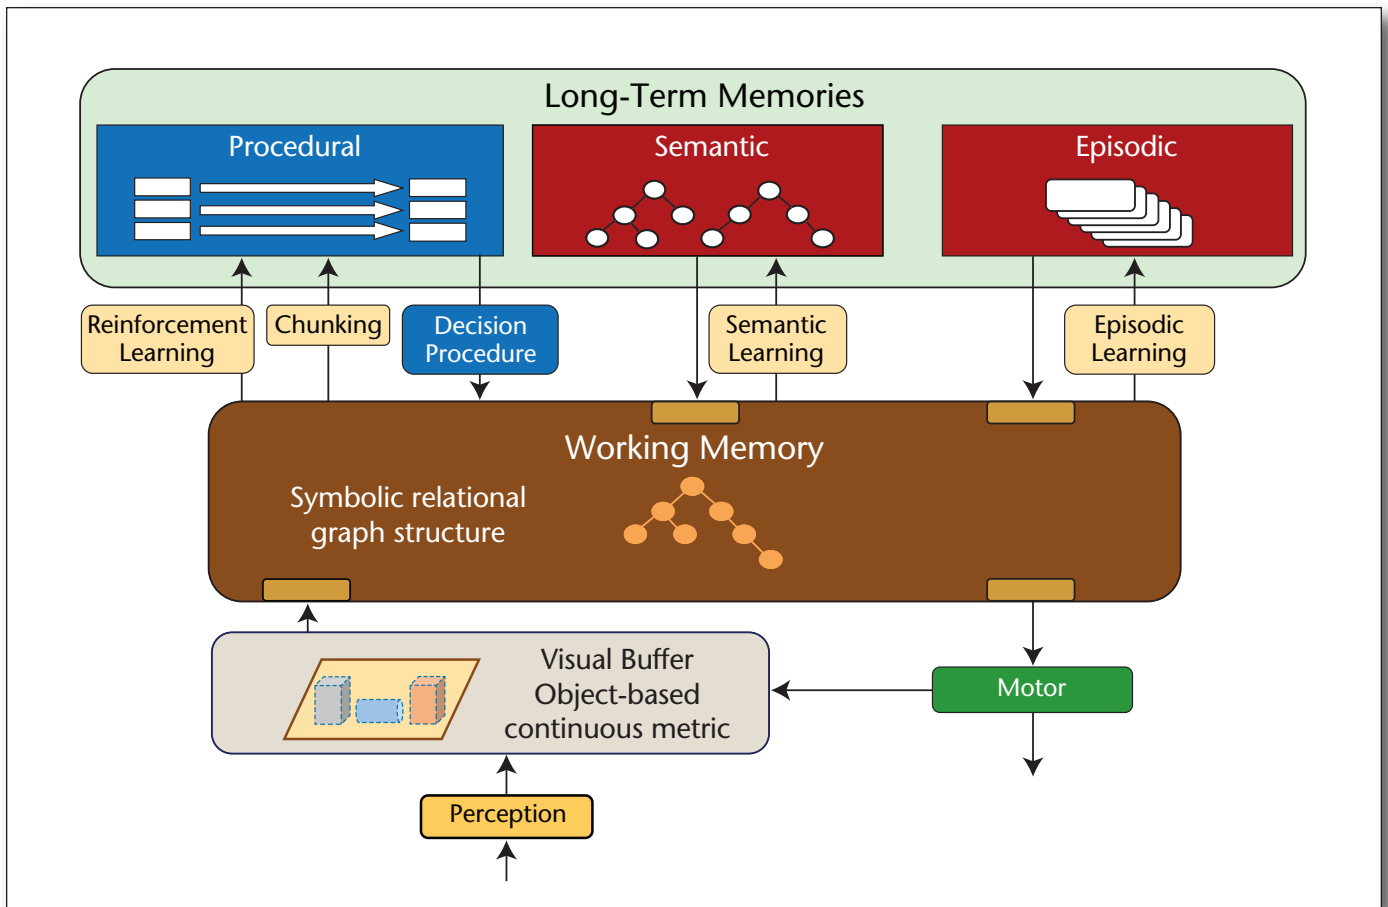 Long-Term Memories
Procedural
Semantic
Episodic
Reinforcement
Learning
Chunking
Decision
Procedure
Semantic
Learning
Episodic
Learning
Working Memory
Symbolic relational
graph structure
Visual Buffer
Object-based
continuous metric
Motor
Perception